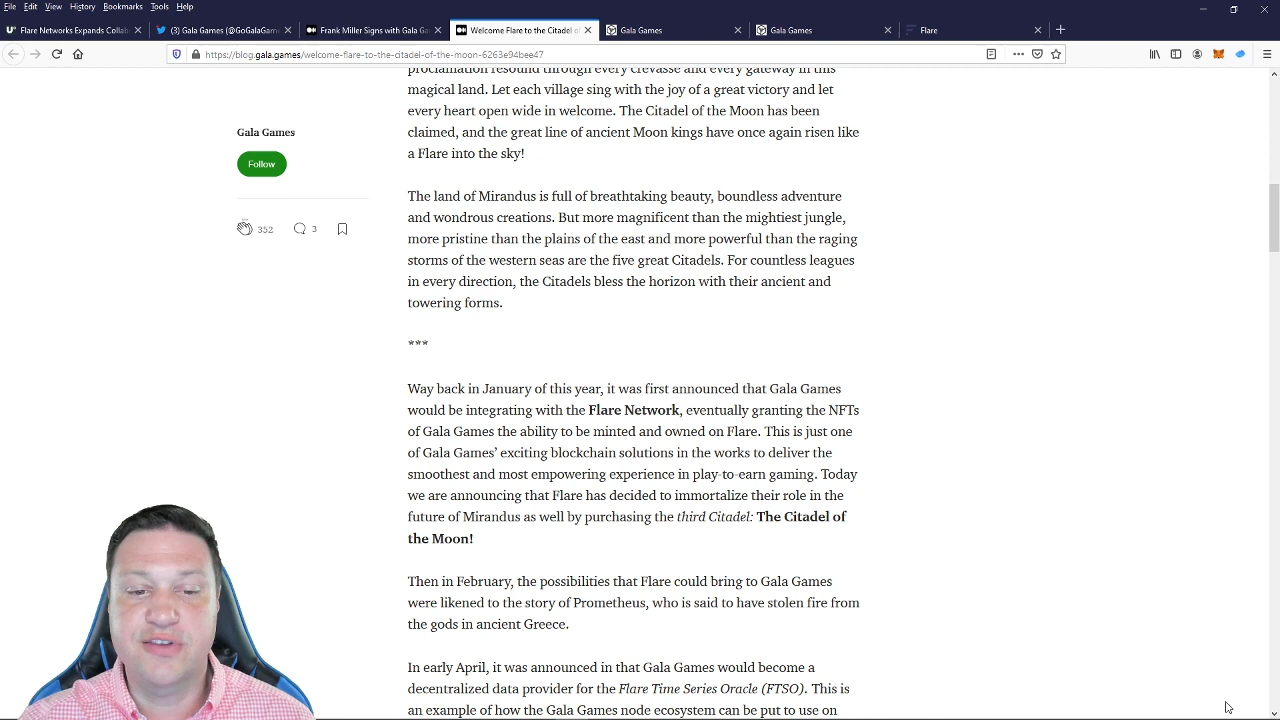 File Edit View History Bookmarks Tools Help
Flare Networks Expands Collab
(3) Gala Games (@GoGalaGam
Frank Miller Signs with Gala Ga
Welcome Flare to the Citadel of
Gala Games
Gala Games
Flare
https://blog.gala.games/welcome-flare-to-the-citadel-of-the-moon-6263e94bee47
proclamation resound through every crevasse and every gateway in this
magical land. Let each village sing with the joy of a great victory and let
every heart open wide in welcome. The Citadel of the Moon has been
claimed, and the great line of ancient Moon kings have once again risen like
a Flare into the sky!
Gala Games
Follow
352
3
The land of Mirandus is full of breathtaking beauty, boundless adventure
and wondrous creations. But more magnificent than the mightiest jungle,
more pristine than the plains of the east and more powerful than the raging
storms of the western seas are the five great Citadels. For countless leagues
in every direction, the Citadels bless the horizon with their ancient and
towering forms.
***
Way back in January of this year, it was first announced that Gala Games
would be integrating with the Flare Network, eventually granting the NFTs
of Gala Games the ability to be minted and owned on Flare. This is just one
of Gala Games’ exciting blockchain solutions in the works to deliver the
smoothest and most empowering experience in play-to-earn gaming. Today
we are announcing that Flare has decided to immortalize their role in the
future of Mirandus as well by purchasing the third Citadel: The Citadel of
the Moon!
Then in February, the possibilities that Flare could bring to Gala Games
were likened to the story of Prometheus, who is said to have stolen fire from
the gods in ancient Greece.
In early April, it was announced in that Gala Games would become a
decentralized data provider for the Flare Time Series Oracle (FTSO). This is
an example of how the Gala Games node ecosystem can be put to use on